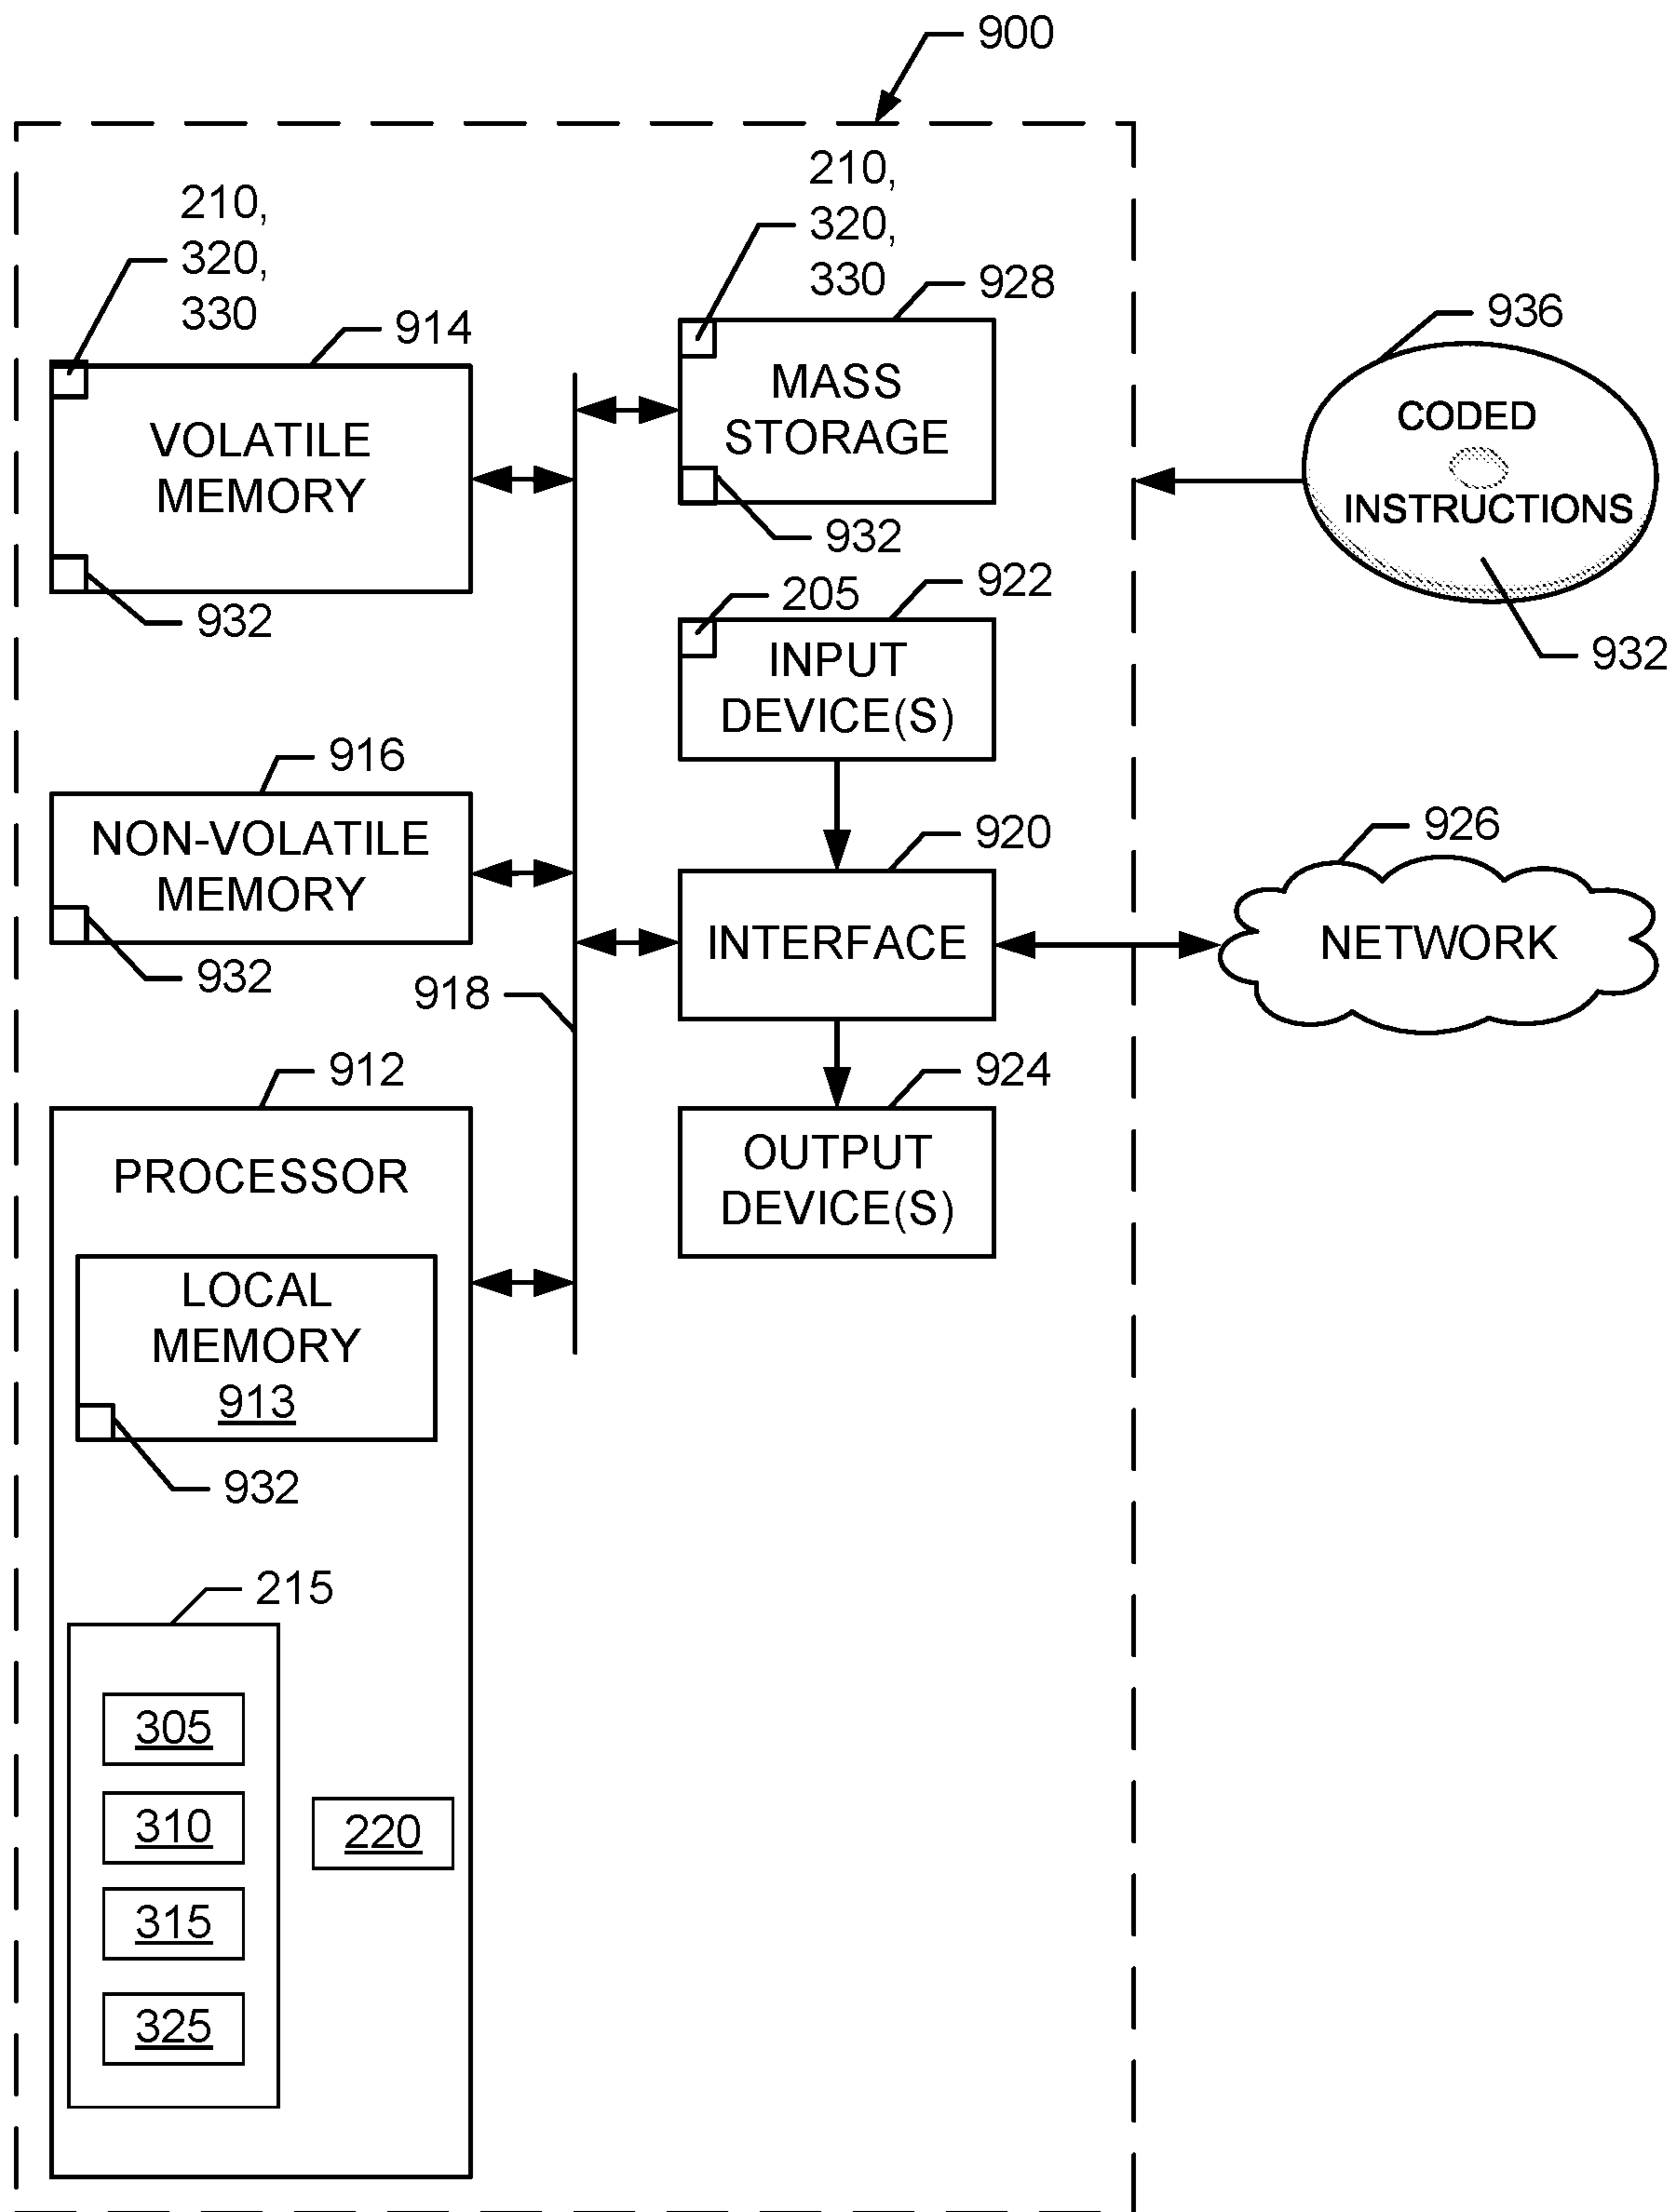 900
210,
320,
330
914
VOLATILE
MEMORY
932
210,
320,
330
928
MASS
STORAGE
932
936
CODED
INSTRUCTIONS
932
205
922
INPUT
DEVICE(S)
916
NON-VOLATILE
MEMORY
932
920
INTERFACE
926
NETWORK
918
912
PROCESSOR
LOCAL
MEMORY
913
932
924
OUTPUT
DEVICE(S)
215
305
310
315
325
220